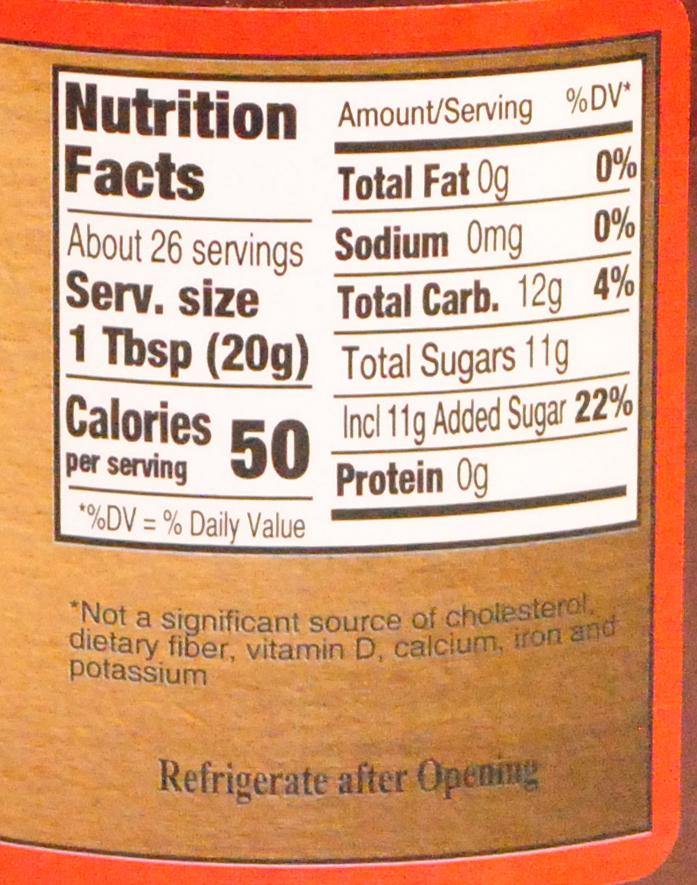 Nutrition
Facts
About 26 servings
Serv. size
1 Tbsp (20g)
Calories 50
per serving
*%DV = % Daily Value
Amount/Serving %DV*
Total Fat 0g 0%
Sodium 0mg 0%
Total Carb. 12g 4%
Total Sugars 11g
Incl 11g Added Sugar 22%
Protein 0g
*Not a significant source of cholesterol,
dietary fiber, vitamin D, calcium, iron and
potassium
Refrigerate after Opening